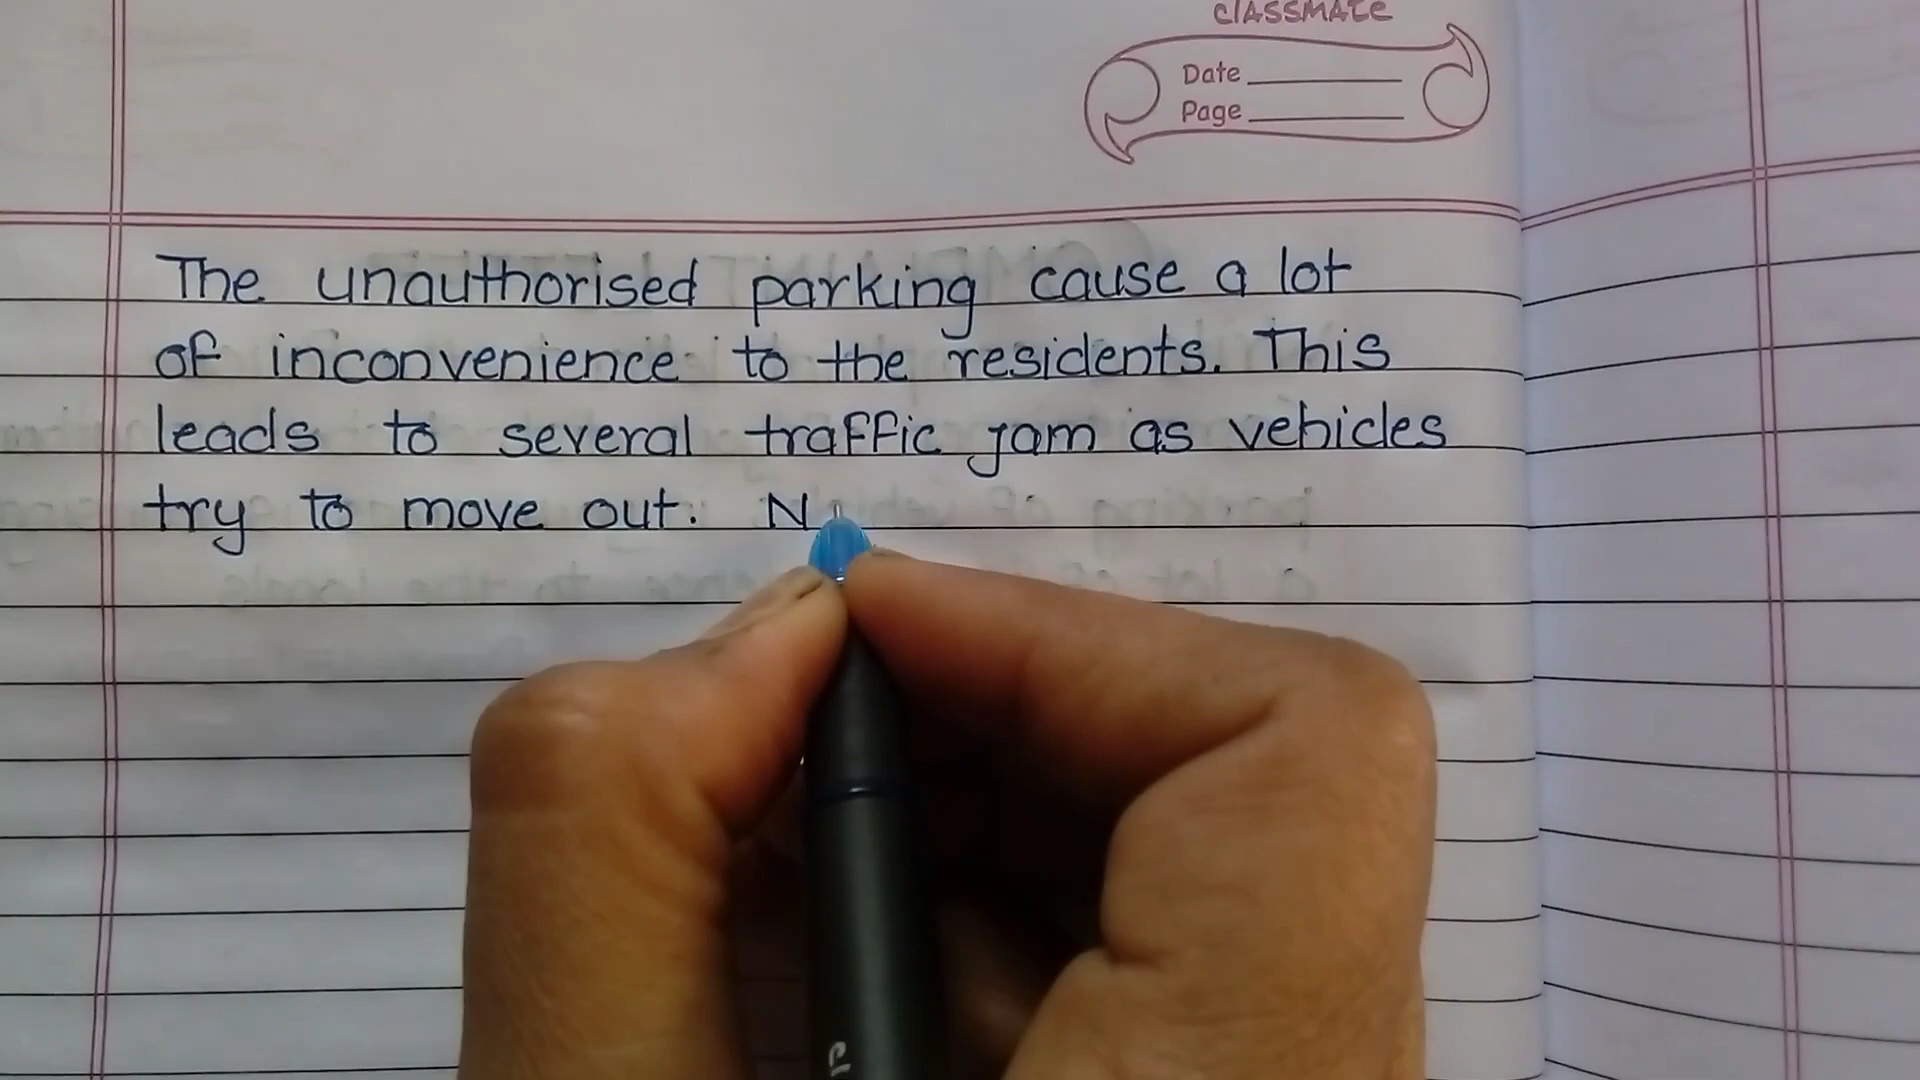 classmate
Date
Page
The unauthorised parking cause a lot
of inconvenience to the residents. This
leads to several traffic jam as vehicles
try to move out. N